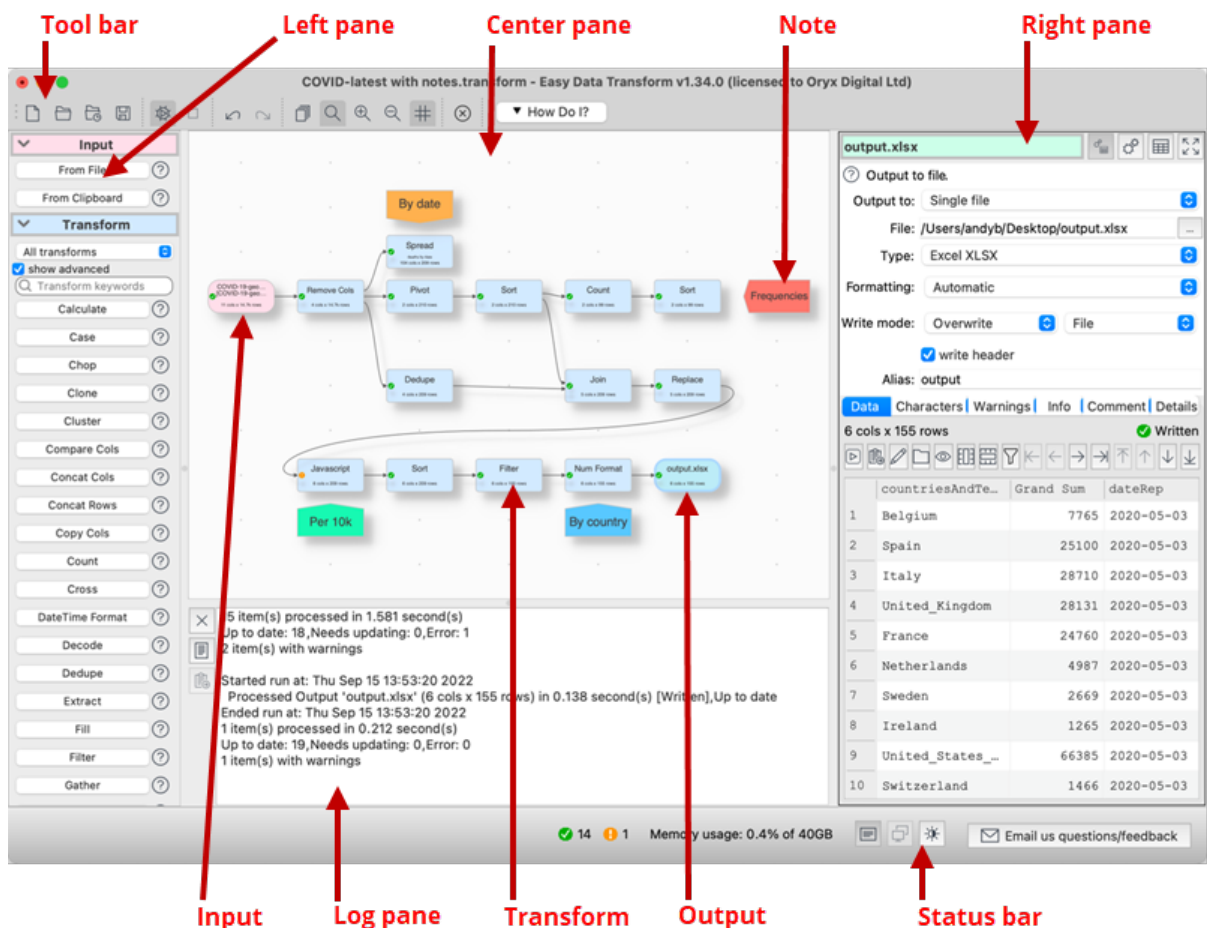 Tool bar
Left pane
Center pane
Note
Right pane
COVID-latest with notes.transform - Easy Data Transform v1.34.0 (licensed to Oryx Digital Ltd)
▼ How Do I?
Input
From File
From Clipboard
Transform
All transforms
show advanced
Transform keywords
Calculate
Case
Chop
Clone
Cluster
Compare Cols
Concat Cols
Concat Rows
Copy Cols
Count
Cross
DateTime Format
Decode
Dedupe
Extract
Fill
Filter
Gather
By date
Spread
COVID-19-geo...
[COVID-19-geo...
Remove Cols
Pivot
Sort
Count
Sort
Frequencies
Dedupe
Join
Replace
Javascript
Sort
Filter
Num Format
output.xlsx
Per 10k
By country
5 item(s) processed in 1.581 second(s)
Up to date: 18,Needs updating: 0,Error: 1
2 item(s) with warnings
Started run at: Thu Sep 15 13:53:20 2022
Processed Output 'output.xlsx' (6 cols x 155 rows) in 0.138 second(s) [Written],Up to date
Ended run at: Thu Sep 15 13:53:20 2022
1 item(s) processed in 0.212 second(s)
Up to date: 19,Needs updating: 0,Error: 0
1 item(s) with warnings
output.xlsx
Output to file.
Output to: Single file
File: /Users/andyb/Desktop/output.xlsx ...
Type: Excel XLSX
Formatting: Automatic
Write mode: Overwrite File
write header
Alias: output
Data Characters Warnings Info Comment Details
6 cols x 155 rows Written
countriesAndTe... Grand Sum dateRep
1 Belgium 7765 2020-05-03
2 Spain 25100 2020-05-03
3 Italy 28710 2020-05-03
4 United_Kingdom 28131 2020-05-03
5 France 24760 2020-05-03
6 Netherlands 4987 2020-05-03
7 Sweden 2669 2020-05-03
8 Ireland 1265 2020-05-03
9 United_States_... 66385 2020-05-03
10 Switzerland 1466 2020-05-03
14 1 Memory usage: 0.4% of 40GB
Email us questions/feedback
Input
Log pane
Transform
Output
Status bar